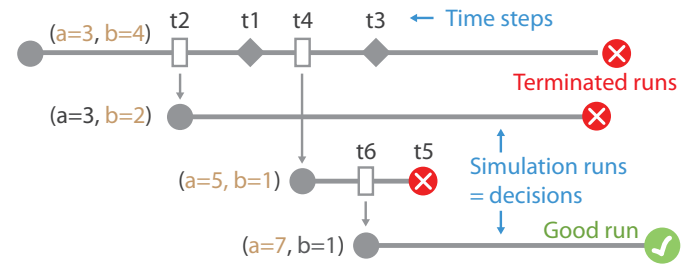 t2 t1 t4 t3 Time steps
(a=3, b=4)
Terminated runs
(a=3, b=2)
t6 t5
(a=5, b=1)
Simulation runs
= decisions
Good run
(a=7, b=1)